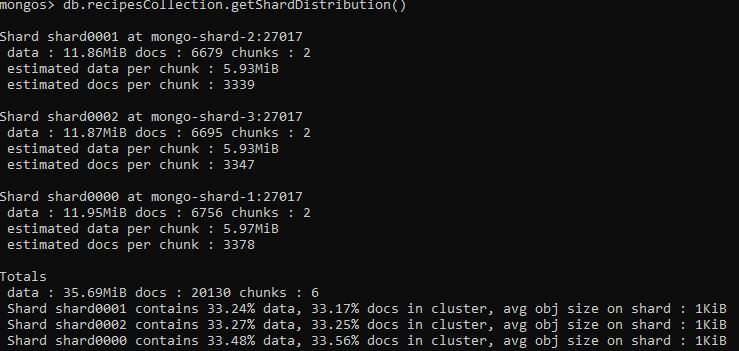 mongos> db.recipesCollection.getShardDistribution()
Shard shard0001 at mongo-shard-2:27017
data : 11.86MiB docs : 6679 chunks : 2
estimated data per chunk : 5.93MiB
estimated docs per chunk : 3339
Shard shard0002 at mongo-shard-3:27017
data : 11.87MiB docs : 6695 chunks : 2
estimated data per chunk : 5.93MiB
estimated docs per chunk : 3347
Shard shard0000 at mongo-shard-1:27017
data : 11.95MiB docs : 6756 chunks : 2
estimated data per chunk : 5.97MiB
estimated docs per chunk : 3378
Totals
data : 35.69MiB docs : 20130 chunks : 6
Shard shard0001 contains 33.24% data, 33.17% docs in cluster, avg obj size on shard : 1KiB
Shard shard0002 contains 33.27% data, 33.25% docs in cluster, avg obj size on shard : 1KiB
Shard shard0000 contains 33.48% data, 33.56% docs in cluster, avg obj size on shard : 1KiB